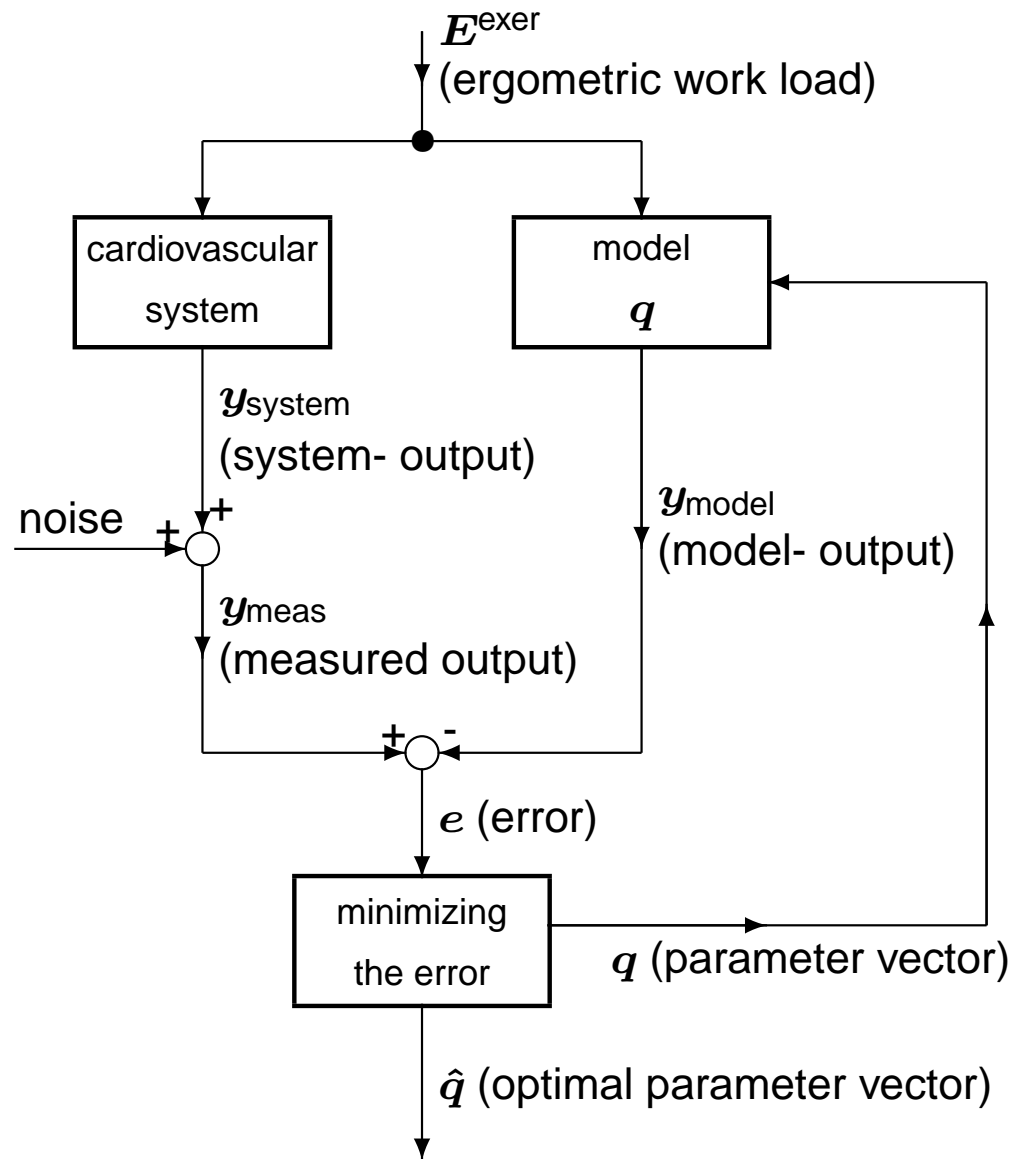 E^exer
(ergometric work load)
cardiovascular
system
model
q
y_system
(system- output)
+
noise
+
y_model
(model- output)
y_meas
(measured output)
+ -
e (error)
minimizing
the error
q (parameter vector)
q̂ (optimal parameter vector)